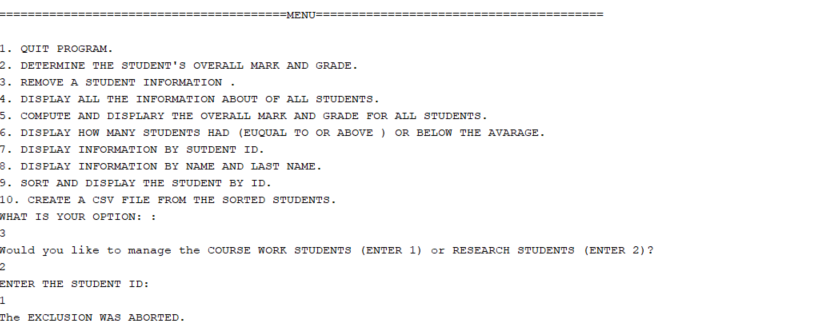 ========================================MENU========================================
1. QUIT PROGRAM.
2. DETERMINE THE STUDENT'S OVERALL MARK AND GRADE.
3. REMOVE A STUDENT INFORMATION .
4. DISPLAY ALL THE INFORMATION ABOUT OF ALL STUDENTS.
5. COMPUTE AND DISPLARY THE OVERALL MARK AND GRADE FOR ALL STUDENTS.
6. DISPLAY HOW MANY STUDENTS HAD (EUQUAL TO OR ABOVE ) OR BELOW THE AVARAGE.
7. DISPLAY INFORMATION BY SUTDENT ID.
8. DISPLAY INFORMATION BY NAME AND LAST NAME.
9. SORT AND DISPLAY THE STUDENT BY ID.
10. CREATE A CSV FILE FROM THE SORTED STUDENTS.
WHAT IS YOUR OPTION: :
3
Would you like to manage the COURSE WORK STUDENTS (ENTER 1) or RESEARCH STUDENTS (ENTER 2)?
2
ENTER THE STUDENT ID:
1
The EXCLUSION WAS ABORTED.